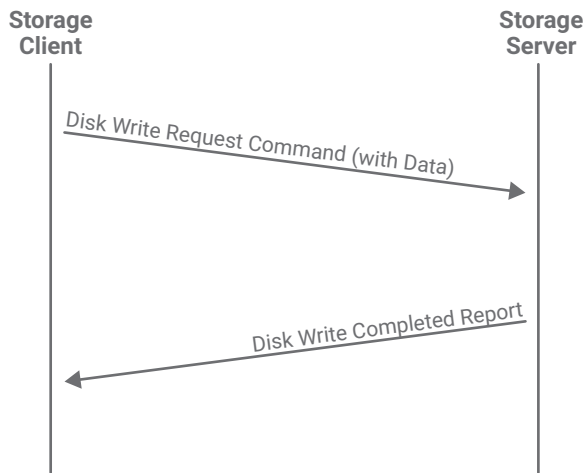 Storage
Client
Storage
Server
Disk Write Request Command (with Data)
Disk Write Completed Report